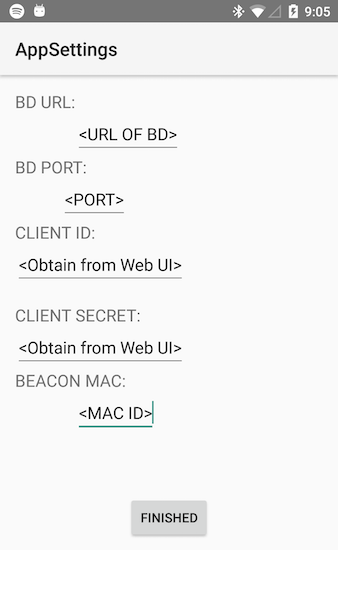 9:05
AppSettings
BD URL:
<URL OF BD>
BD PORT:
<PORT>
CLIENT ID:
<Obtain from Web UI>
CLIENT SECRET:
<Obtain from Web UI>
BEACON MAC:
<MAC ID>
FINISHED